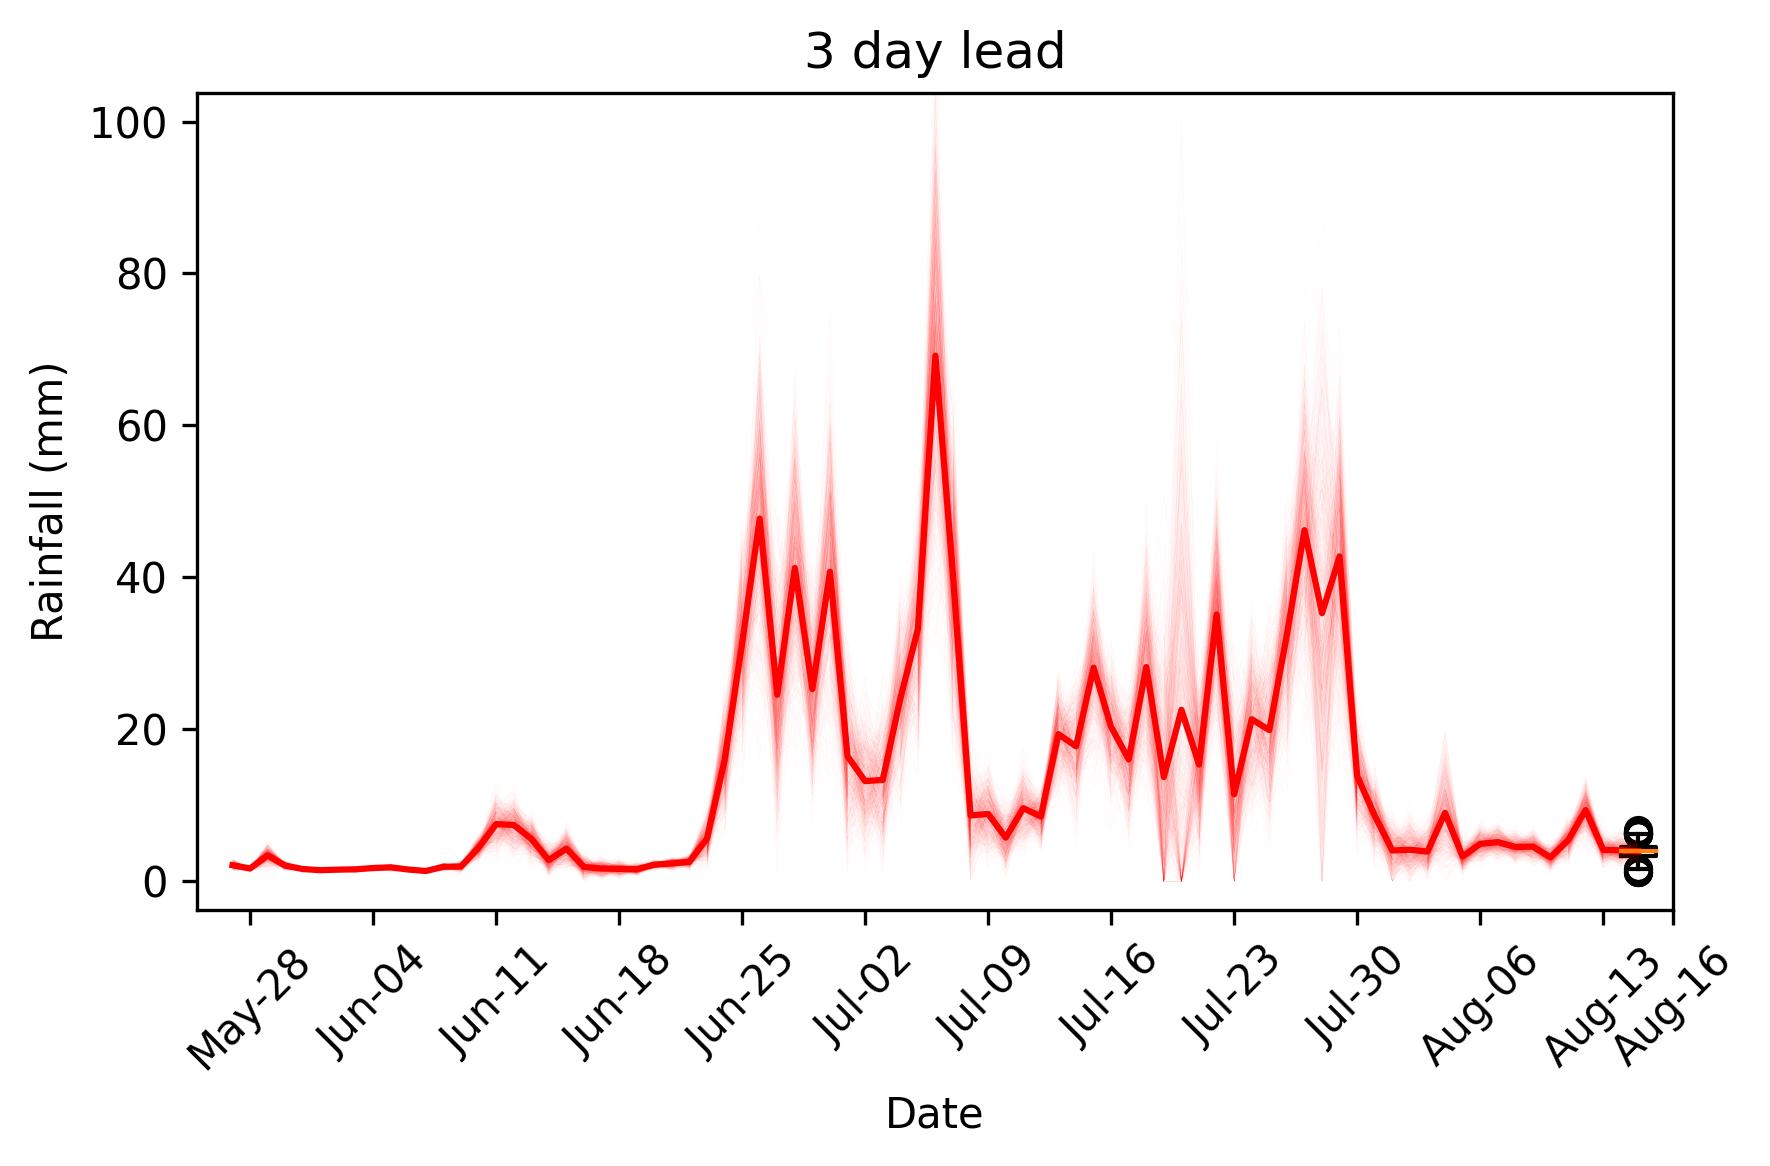 3 day lead
100
80
60
40
20
0
Rainfall (mm)
May-28
Jun-04
Jun-11
Jun-18
Jun-25
Jul-02
Jul-09
Jul-16
Jul-23
Jul-30
Aug-06
Aug-13
Aug-16
Date